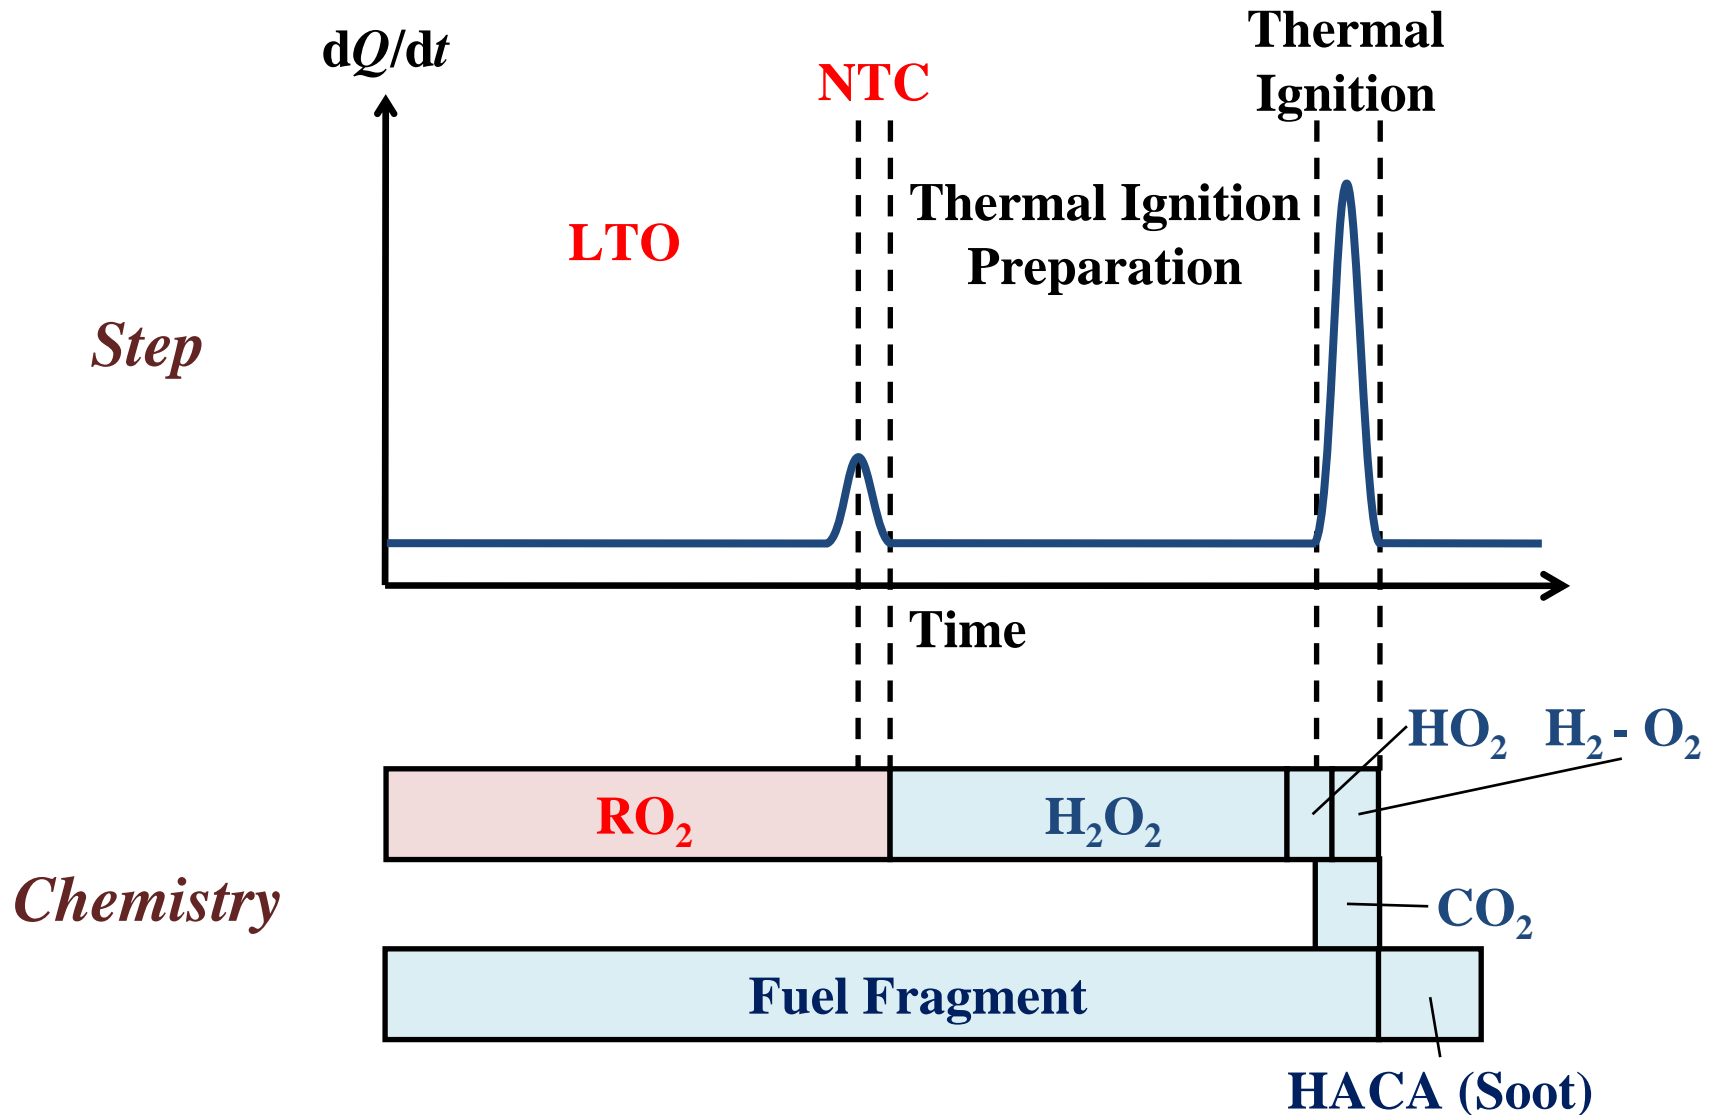 dQ/dt
NTC
Thermal
Ignition
LTO
Thermal Ignition
Preparation
Step
Time
HO₂
H₂ - O₂
RO₂
H₂O₂
Chemistry
CO₂
Fuel Fragment
HACA (Soot)